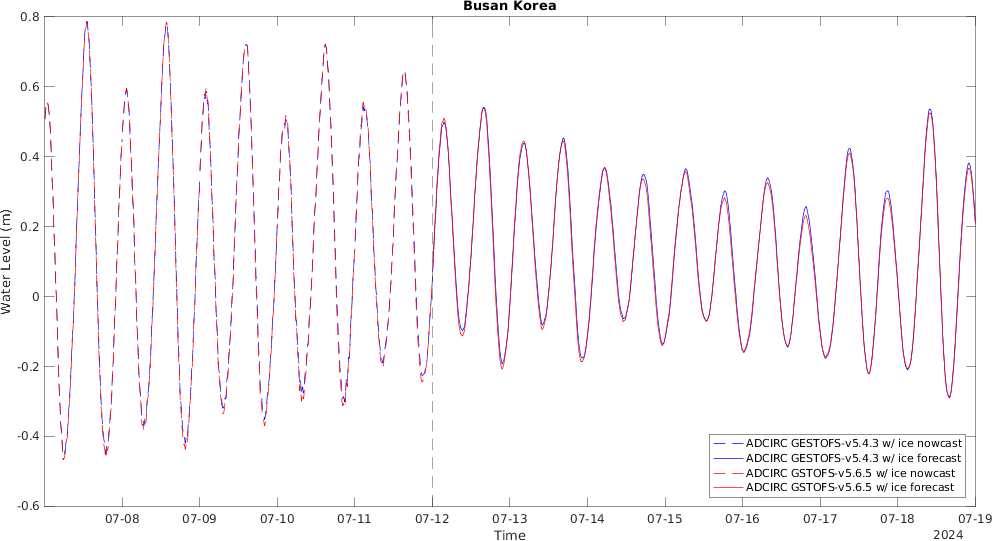 Busan Korea
Water Level (m)
0.8
0.6
0.4
0.2
0
-0.2
-0.4
-0.6
ADCIRC GESTOFS-v5.4.3 w/ ice nowcast
ADCIRC GESTOFS-v5.4.3 w/ ice forecast
ADCIRC GSTOFS-v5.6.5 w/ ice nowcast
ADCIRC GSTOFS-v5.6.5 w/ ice forecast
07-08 07-09 07-10 07-11 07-12 07-13 07-14 07-15 07-16 07-17 07-18 07-19
Time
2024